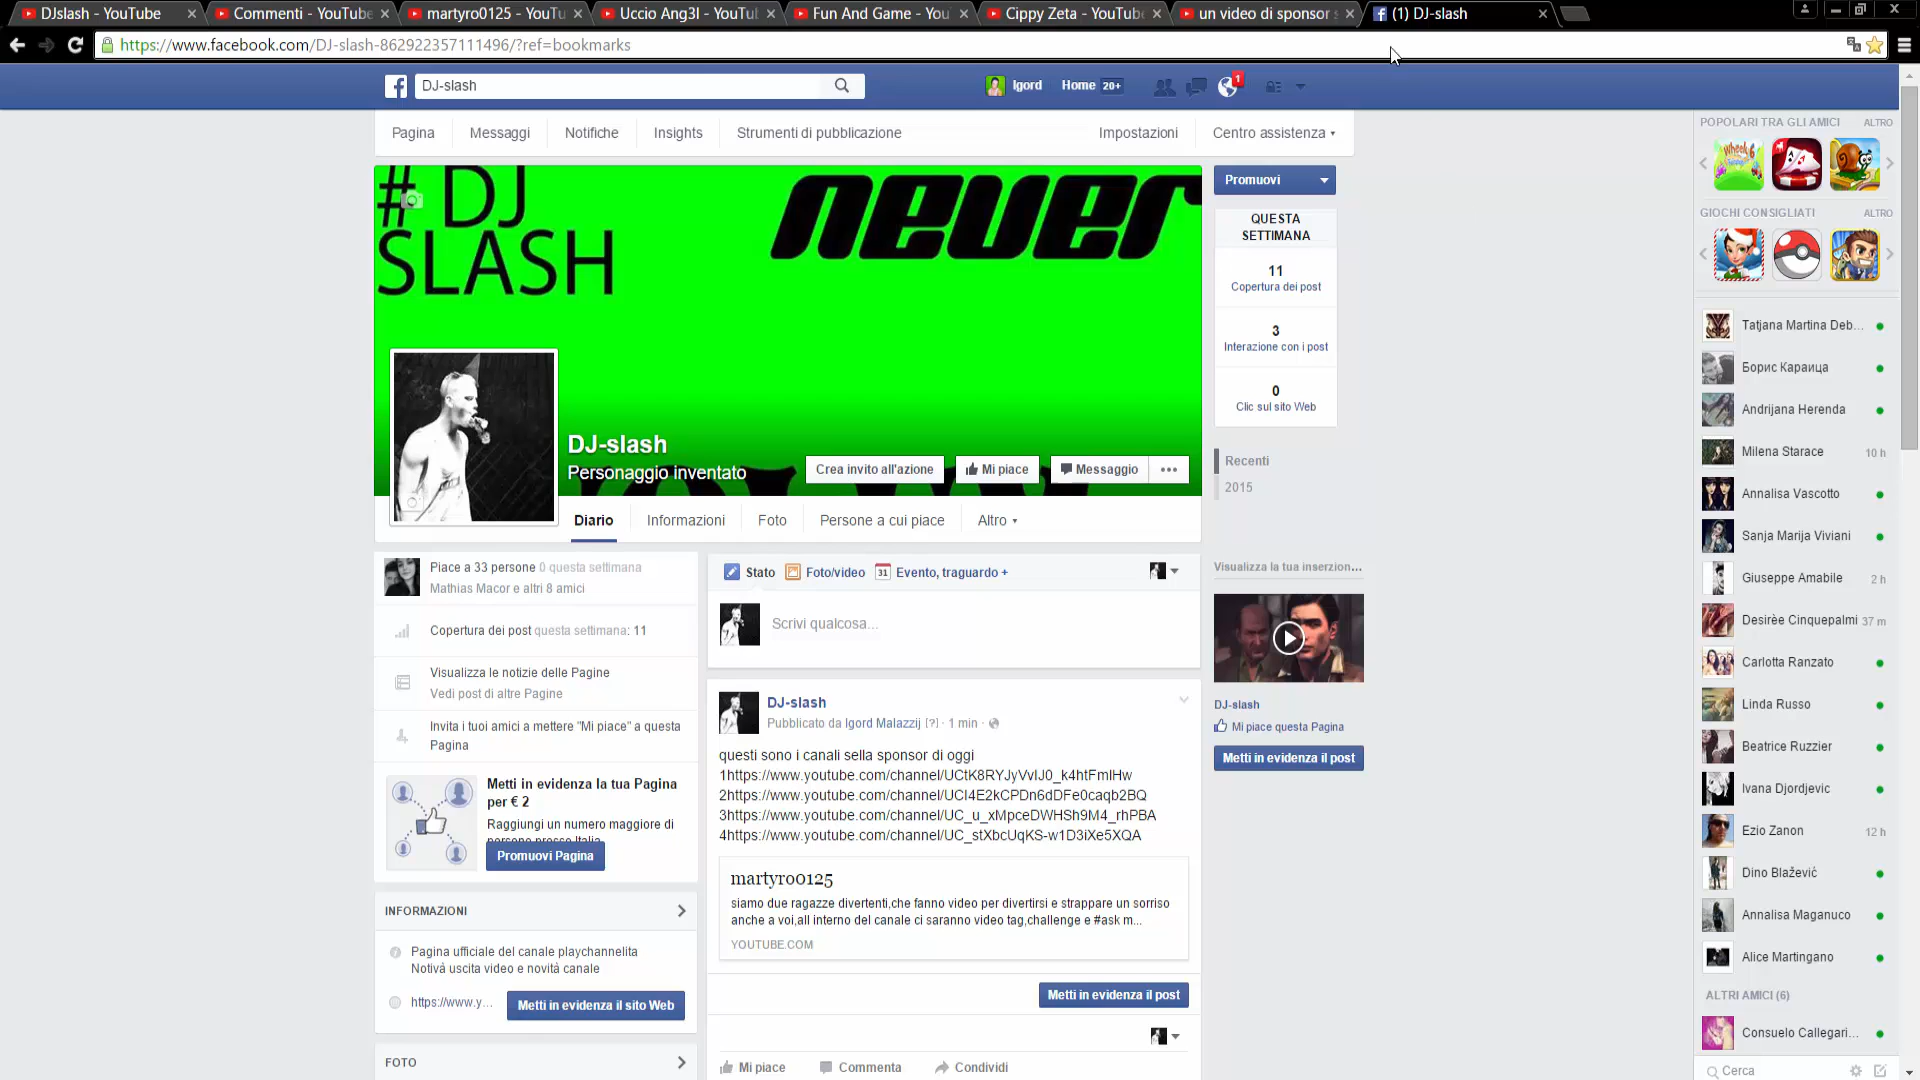 DJslash - YouTube
Commenti - YouTube
martyro0125 - YouTu
Uccio Ang3l - YouTub
Fun And Game - You
Cippy Zeta - YouTube
un video di sponsor s
(1) DJ-slash
https://www.facebook.com/DJ-slash-862922357111496/?ref=bookmarks
DJ-slash
Igord
Home 20+
1
Pagina
Messaggi
Notifiche
Insights
Strumenti di pubblicazione
Impostazioni
Centro assistenza
# DJ
SLASH
never
DJ-slash
Personaggio inventato
Crea invito all'azione
Mi piace
Messaggio
Diario
Informazioni
Foto
Persone a cui piace
Altro
Promuovi
QUESTA
SETTIMANA
11
Copertura dei post
3
Interazione con i post
0
Clic sul sito Web
Recenti
2015
Piace a 33 persone 0 questa settimana
Mathias Macor e altri 8 amici
Copertura dei post questa settimana: 11
Visualizza le notizie delle Pagine
Vedi post di altre Pagine
Invita i tuoi amici a mettere "Mi piace" a questa
Pagina
Metti in evidenza la tua Pagina
per € 2
Raggiungi un numero maggiore di
persone presso Italia
Promuovi Pagina
INFORMAZIONI
Pagina ufficiale del canale playchannelita
Notivà uscita video e novità canale
https://www.y...
Metti in evidenza il sito Web
FOTO
Stato
Foto/video
31
Evento, traguardo +
Scrivi qualcosa...
DJ-slash
Pubblicato da Igord Malazzij [?] · 1 min ·
questi sono i canali sella sponsor di oggi
1https://www.youtube.com/channel/UCtK8RYJyVvIJ0_k4htFmlHw
2https://www.youtube.com/channel/UCI4E2kCPDn6dDFe0caqb2BQ
3https://www.youtube.com/channel/UC_u_xMpceDWHSh9M4_rhPBA
4https://www.youtube.com/channel/UC_stXbcUqKS-w1D3iXe5XQA
martyro0125
siamo due ragazze divertenti,che fanno video per divertirsi e strappare un sorriso
anche a voi,all interno del canale ci saranno video tag,challenge e #ask m...
YOUTUBE.COM
Metti in evidenza il post
Mi piace
Commenta
Condividi
Visualizza la tua inserzion...
DJ-slash
Mi piace questa Pagina
Metti in evidenza il post
POPOLARI TRA GLI AMICI
ALTRO
GIOCHI CONSIGLIATI
ALTRO
Tatjana Martina Deb...
Борис Караица
Andrijana Herenda
Milena Starace 10 h
Annalisa Vascotto
Sanja Marija Viviani
Giuseppe Amabile 2 h
Desirèe Cinquepalmi 37 m
Carlotta Ranzato
Linda Russo
Beatrice Ruzzier
Ivana Djordjevic
Ezio Zanon 12 h
Dino Blažević
Annalisa Maganuco
Alice Martingano
ALTRI AMICI (6)
Consuelo Callegari...
Cerca